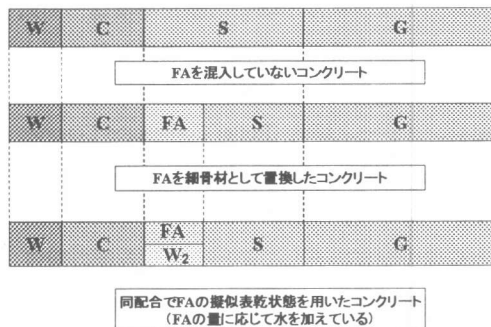 W C S G
FAを混入していないコンクリート
W C FA S G
FAを細骨材として置換したコンクリート
W C FA S G
W₂
同配合でFAの擬似表乾状態を用いたコンクリート
（FAの量に応じて水を加えている）